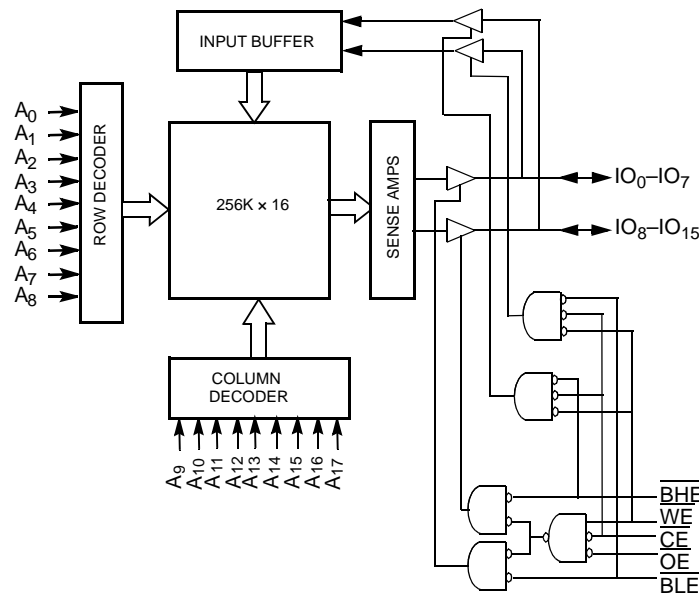 INPUT BUFFER
A0
A1
A2
A3
A4
A5
A6
A7
A8
ROW DECODER
256K × 16
SENSE AMPS
IO0–IO7
IO8–IO15
COLUMN
DECODER
A9
A10
A11
A12
A13
A14
A15
A16
A17
BHE
WE
CE
OE
BLE